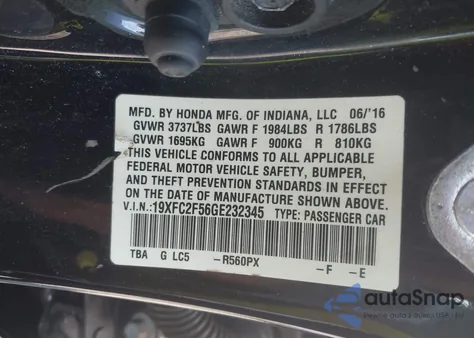 MFD. BY HONDA MFG. OF INDIANA, LLC 06/'16
GVWR 3737LBS GAWR F 1984LBS R 1786LBS
GVWR 1695KG GAWR F 900KG R 810KG
THIS VEHICLE CONFORMS TO ALL APPLICABLE
FEDERAL MOTOR VEHICLE SAFETY, BUMPER,
AND THEFT PREVENTION STANDARDS IN EFFECT
ON THE DATE OF MANUFACTURE SHOWN ABOVE.
V.I.N.:19XFC2F56GE232345 TYPE: PASSENGER CAR
TBA G LC5 -R560PX -F -E
autoSnap